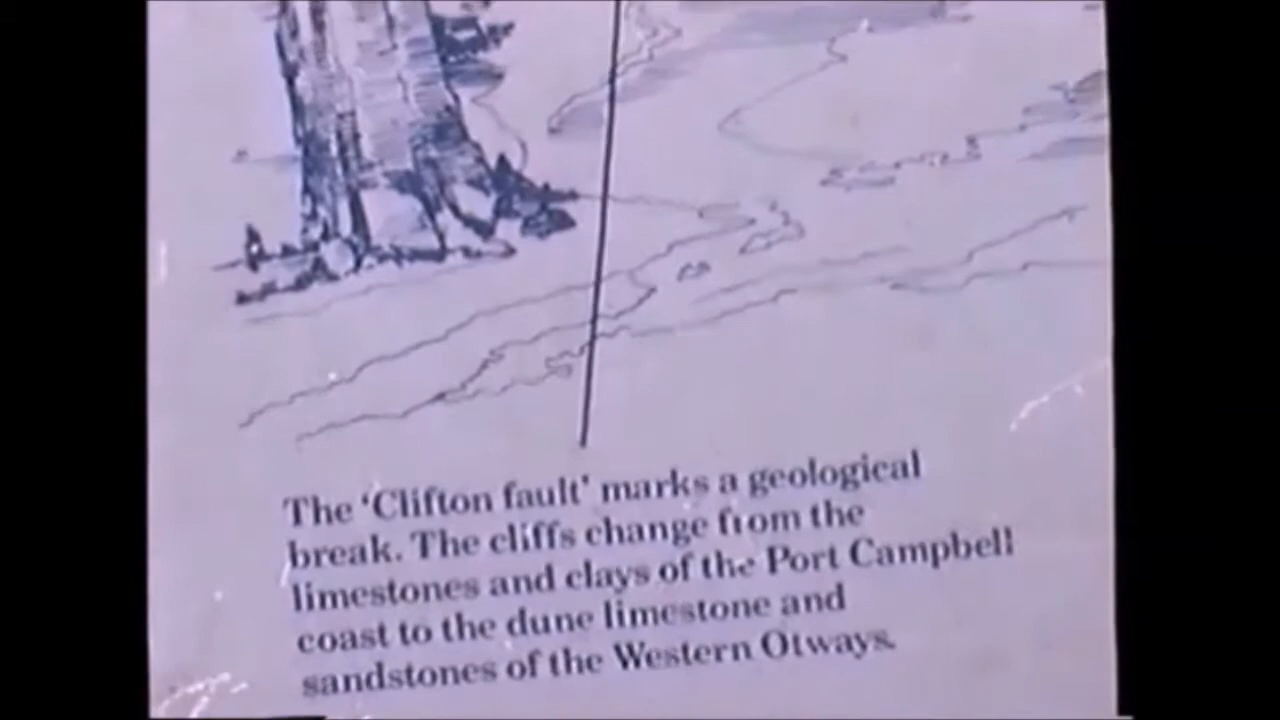 The ‘Clifton fault’ marks a geological
break. The cliffs change from the
limestones and clays of the Port Campbell
coast to the dune limestone and
sandstones of the Western Otways.